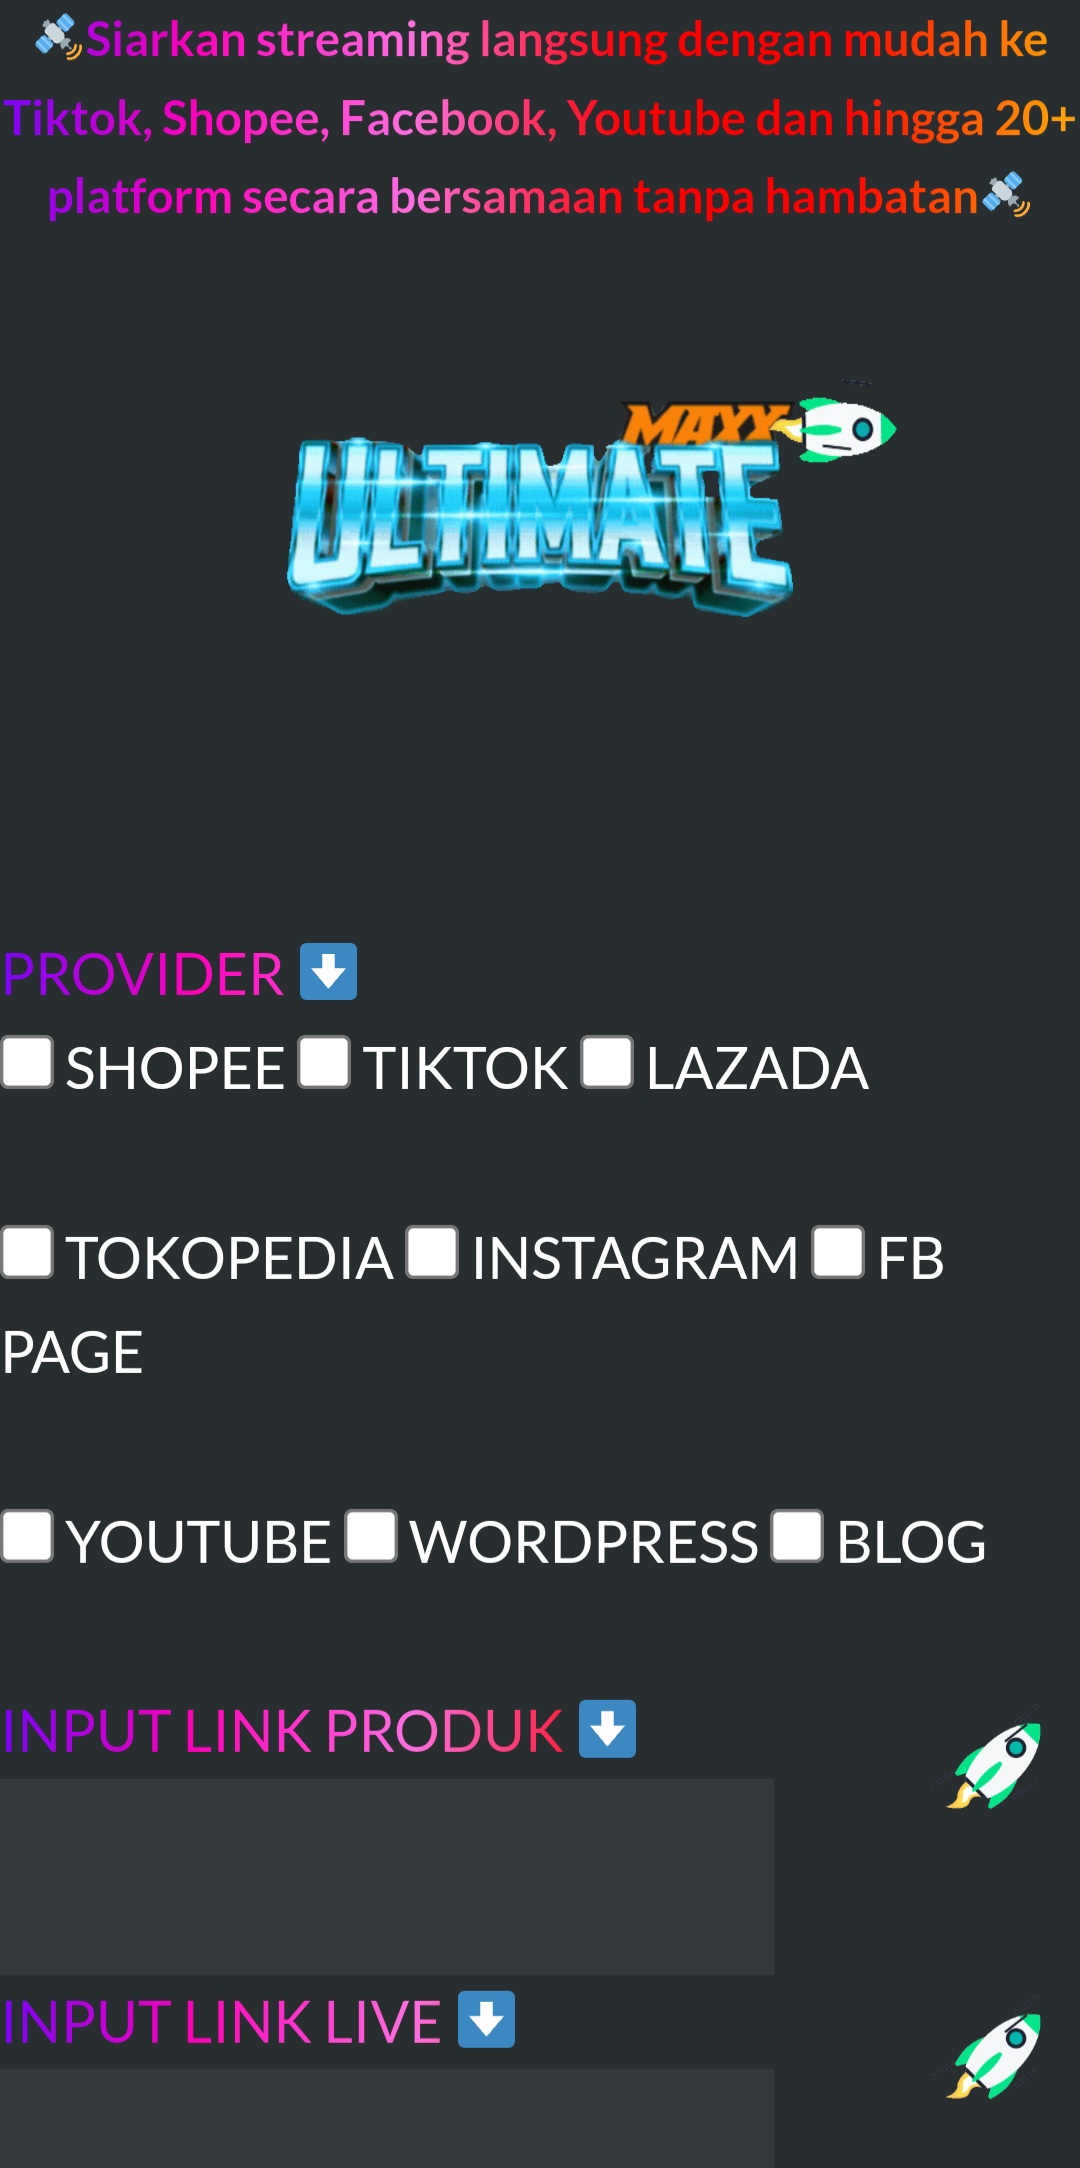 Siarkan streaming langsung dengan mudah ke
Tiktok, Shopee, Facebook, Youtube dan hingga 20+
platform secara bersamaan tanpa hambatan
MAXX
ULTIMATE
PROVIDER
SHOPEE TIKTOK LAZADA
TOKOPEDIA INSTAGRAM FB
PAGE
YOUTUBE WORDPRESS BLOG
INPUT LINK PRODUK
INPUT LINK LIVE